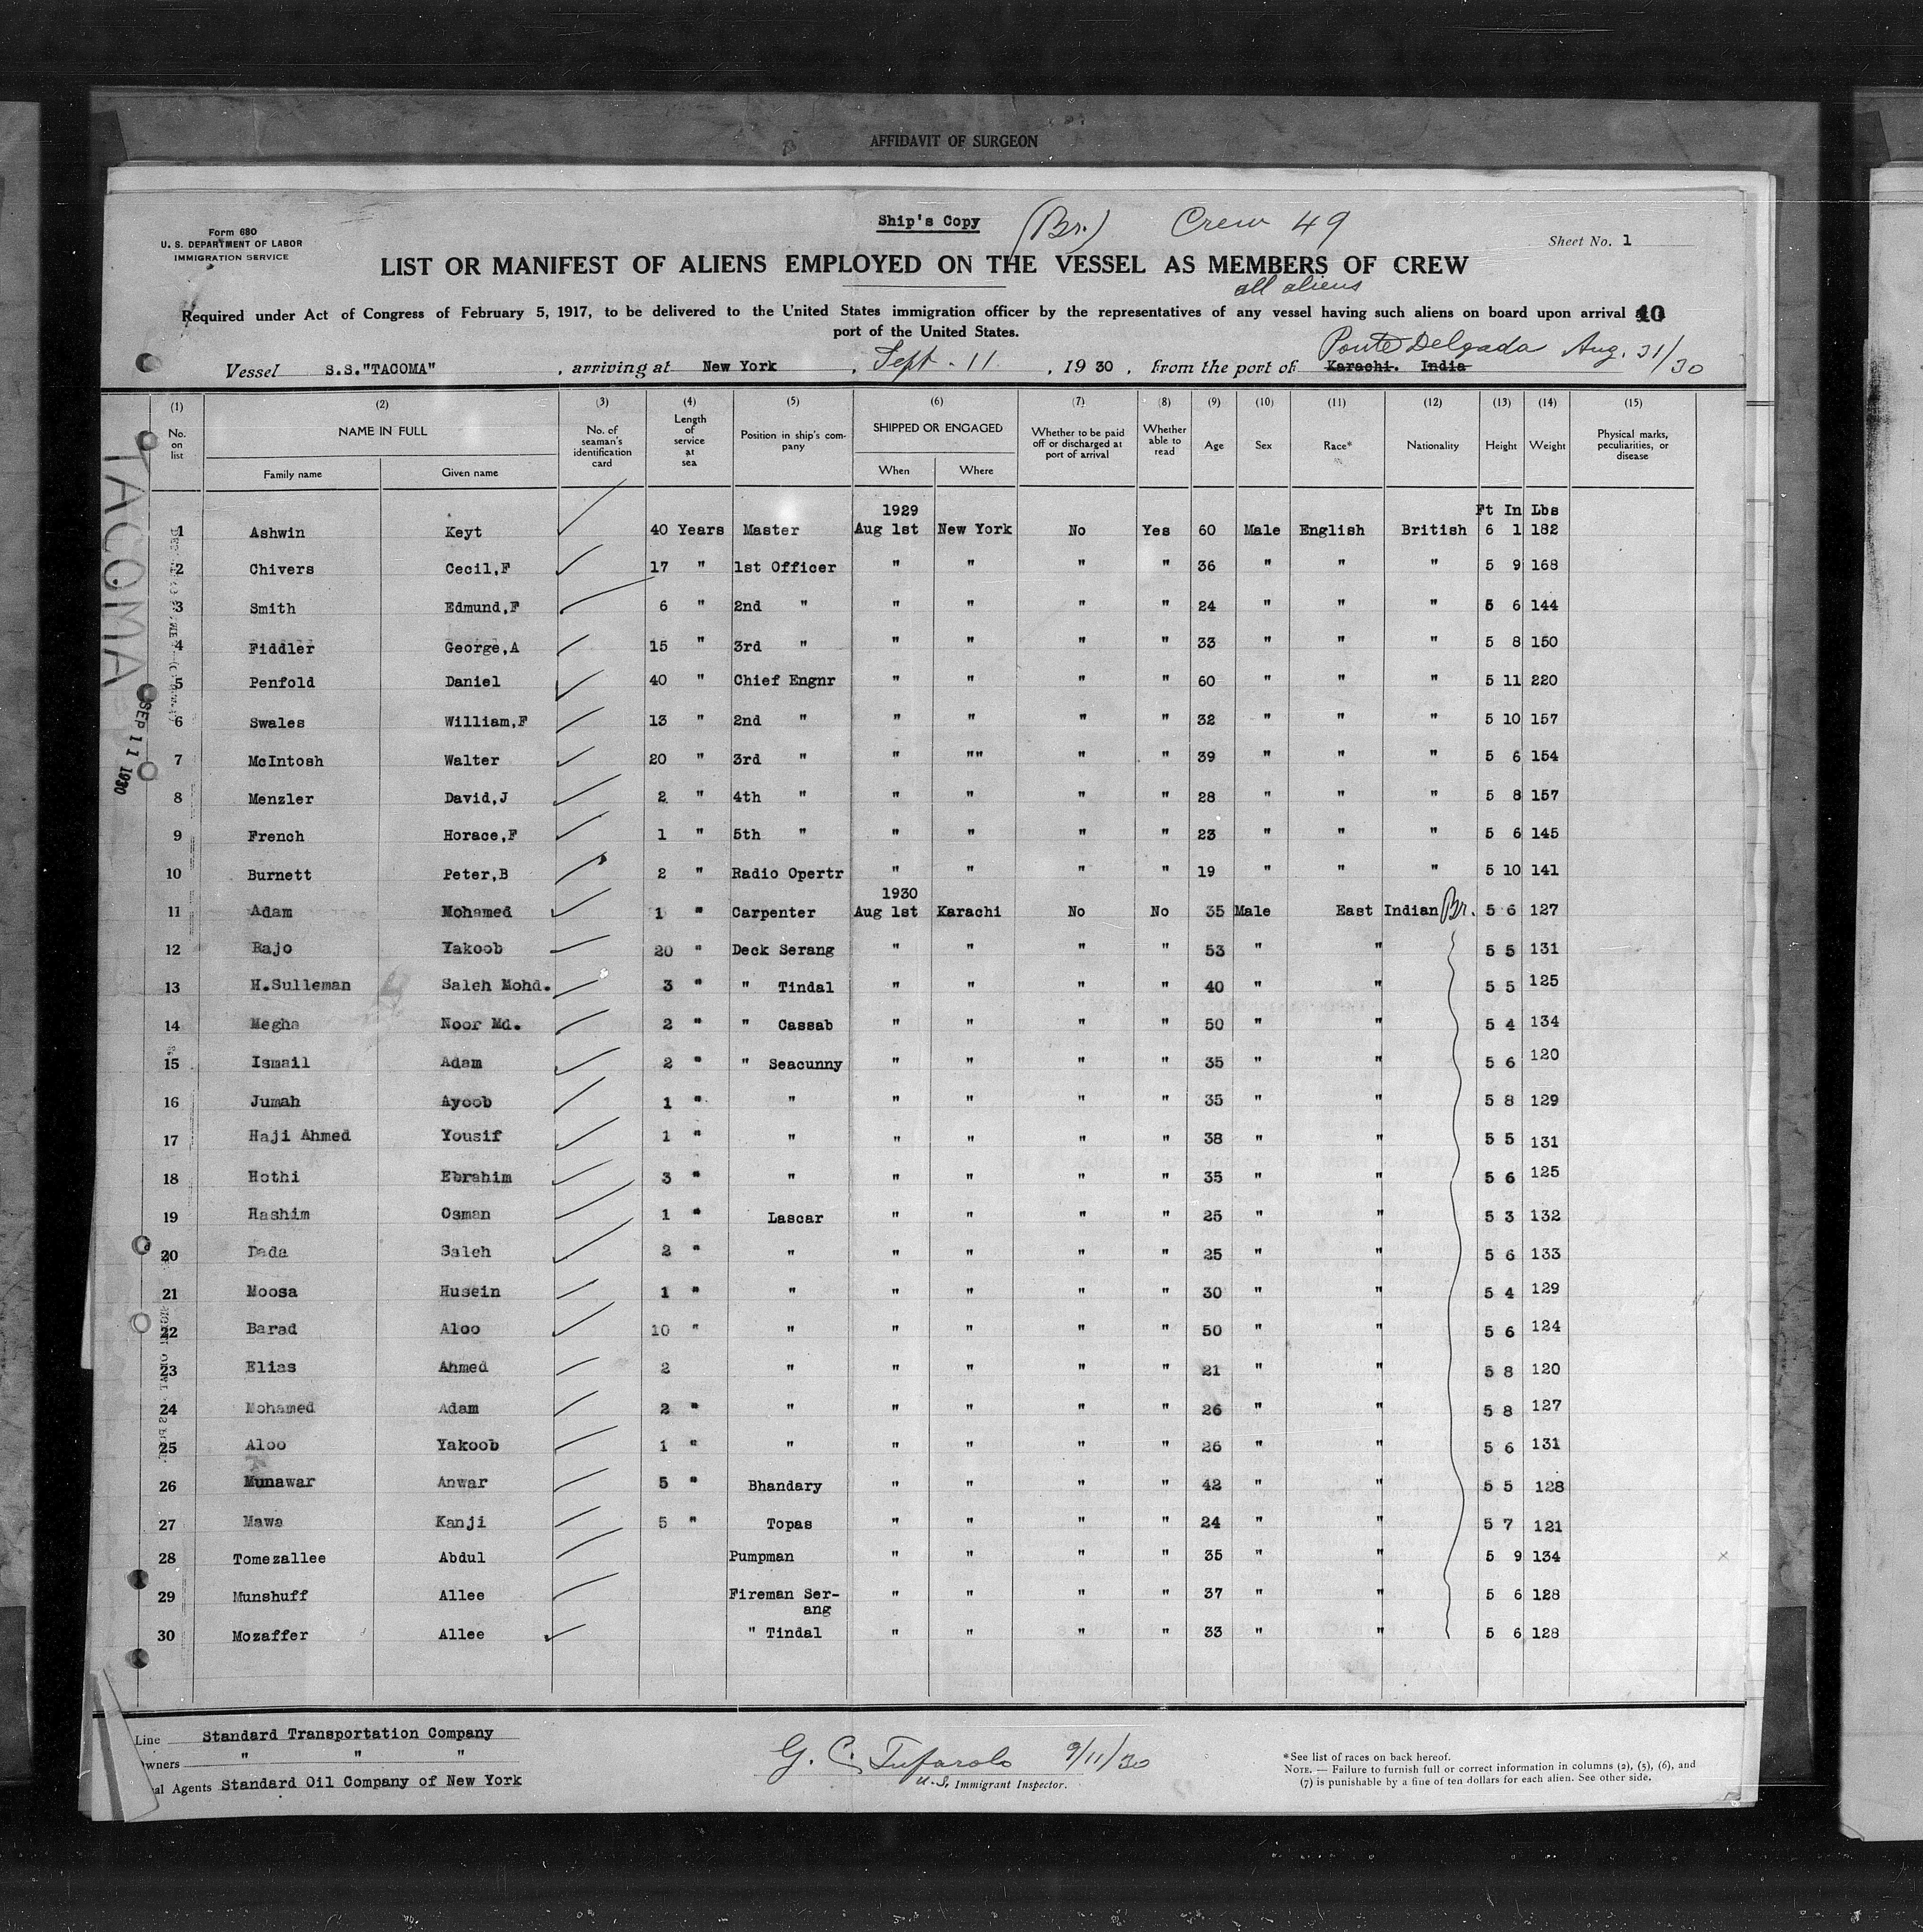 AFFIDAVIT OF SURGEON
Ship's Copy (Br.) Crew 49
Form 680
U. S. DEPARTMENT OF LABOR
IMMIGRATION SERVICE
Sheet No. 1
LIST OR MANIFEST OF ALIENS EMPLOYED ON THE VESSEL AS MEMBERS OF CREW
all aliens
Required under Act of Congress of February 5, 1917, to be delivered to the United States immigration officer by the representatives of any vessel having such aliens on board upon arrival
port of the United States.
40
Vessel S.S."TACOMA" , arriving at New York , Sept - 11 , 19 30 , from the port of Karachi. India Ponte Delgada Aug. 31/30
(1) (2) (3) (4) (5) (6) (7) (8) (9) (10) (11) (12) (13) (14) (15)
No. on list
NAME IN FULL
Family name Given name
No. of seaman's identification card
Length of service at sea
Position in ship's company
SHIPPED OR ENGAGED
When Where
Whether to be paid off or discharged at port of arrival
Whether able to read
Age Sex Race* Nationality Height Weight
Physical marks, peculiarities, or disease
1929 Ft In Lbs
1 Ashwin Keyt 40 Years Master Aug 1st New York No Yes 60 Male English British 6 1 182
2 Chivers Cecil,F 17 " 1st Officer " " " " 36 " " " 5 9 168
3 Smith Edmund,F 6 " 2nd " " " " " 24 " " " 5 6 144
4 Fiddler George,A 15 " 3rd " " " " " 33 " " " 5 8 150
5 Penfold Daniel 40 " Chief Engnr " " " " 60 " " " 5 11 220
6 Swales William,F 13 " 2nd " " " " " 32 " " " 5 10 157
7 McIntosh Walter 20 " 3rd " " "" " " 39 " " " 5 6 154
8 Menzler David,J 2 " 4th " " " " " 28 " " " 5 8 157
9 French Horace,F 1 " 5th " " " " " 23 " " " 5 6 145
10 Burnett Peter,B 2 " Radio Opertr " " " " 19 " " " 5 10 141
1930
11 Adam Mohamed 1 " Carpenter Aug 1st Karachi No No 35 Male East Indian Br. 5 6 127
12 Bajo Yakoob 20 " Deck Serang " " " " 53 " " 5 5 131
13 H.Sulleman Saleh Mohd. 3 " " Tindal " " " " 40 " " 5 5 125
14 Megha Noor Md. 2 " " Cassab " " " " 50 " " 5 4 134
15 Ismail Adam 2 " " Seacunny " " " " 35 " " 5 6 120
16 Jumah Ayoob 1 " " " " " " 35 " " 5 8 129
17 Haji Ahmed Yousif 1 " " " " " " 38 " " 5 5 131
18 Hothi Ebrahim 3 " " " " " " 35 " " 5 6 125
19 Hashim Osman 1 " Lascar " " " " 25 " " 5 3 132
20 Dada Saleh 2 " " " " " " 25 " " 5 6 133
21 Moosa Husein 1 " " " " " " 30 " " 5 4 129
22 Barad Aloo 10 " " " " " " 50 " " 5 6 124
23 Elias Ahmed 2 " " " " " 21 " " 5 8 120
24 Mohamed Adam 2 " " " " " " 26 " " 5 8 127
25 Aloo Yakoob 1 " " " " " " 26 " " 5 6 131
26 Munawar Anwar 5 " Bhandary " " " " 42 " " 5 5 128
27 Mawa Kanji 5 " Topas " " " " 24 " " 5 7 121
28 Tomezallee Abdul Pumpman " " " " 35 " " 5 9 134
29 Munshuff Allee Fireman Ser-
ang " " " " 37 " " 5 6 128
30 Mozaffer Allee " Tindal " " " " 33 " " 5 6 128
TACOMA
SEP 11 1930
Line Standard Transportation Company
wners " " "
al Agents Standard Oil Company of New York
G. C. Tufarolo 9/11/30
U.S. Immigrant Inspector.
*See list of races on back hereof.
NOTE. — Failure to furnish full or correct information in columns (2), (5), (6), and
(7) is punishable by a fine of ten dollars for each alien. See other side.